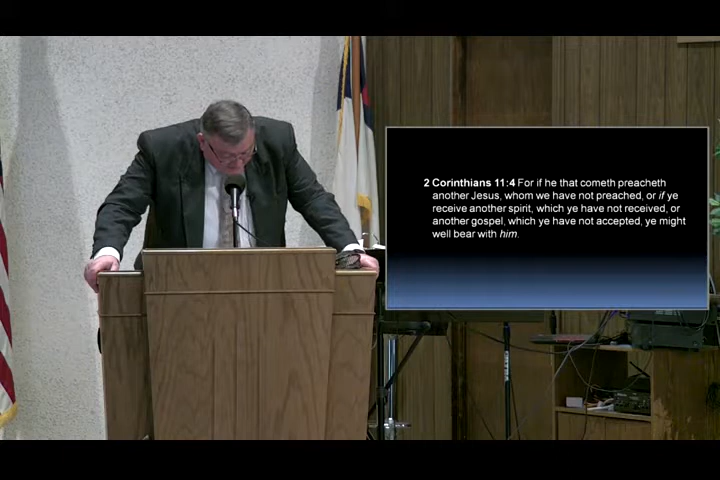 2 Corinthians 11:4 For if he that cometh preacheth
another Jesus, whom we have not preached, or if ye
receive another spirit, which ye have not received, or
another gospel, which ye have not accepted, ye might
well bear with him.